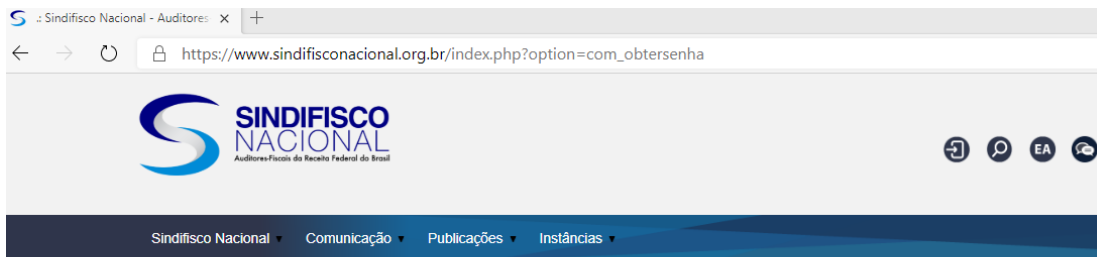 .: Sindifisco Nacional - Auditores
https://www.sindifisconacional.org.br/index.php?option=com_obtersenha
SINDIFISCO
NACIONAL
Auditores-Fiscais da Receita Federal do Brasil
EA
Sindifisco Nacional Comunicação Publicações Instâncias